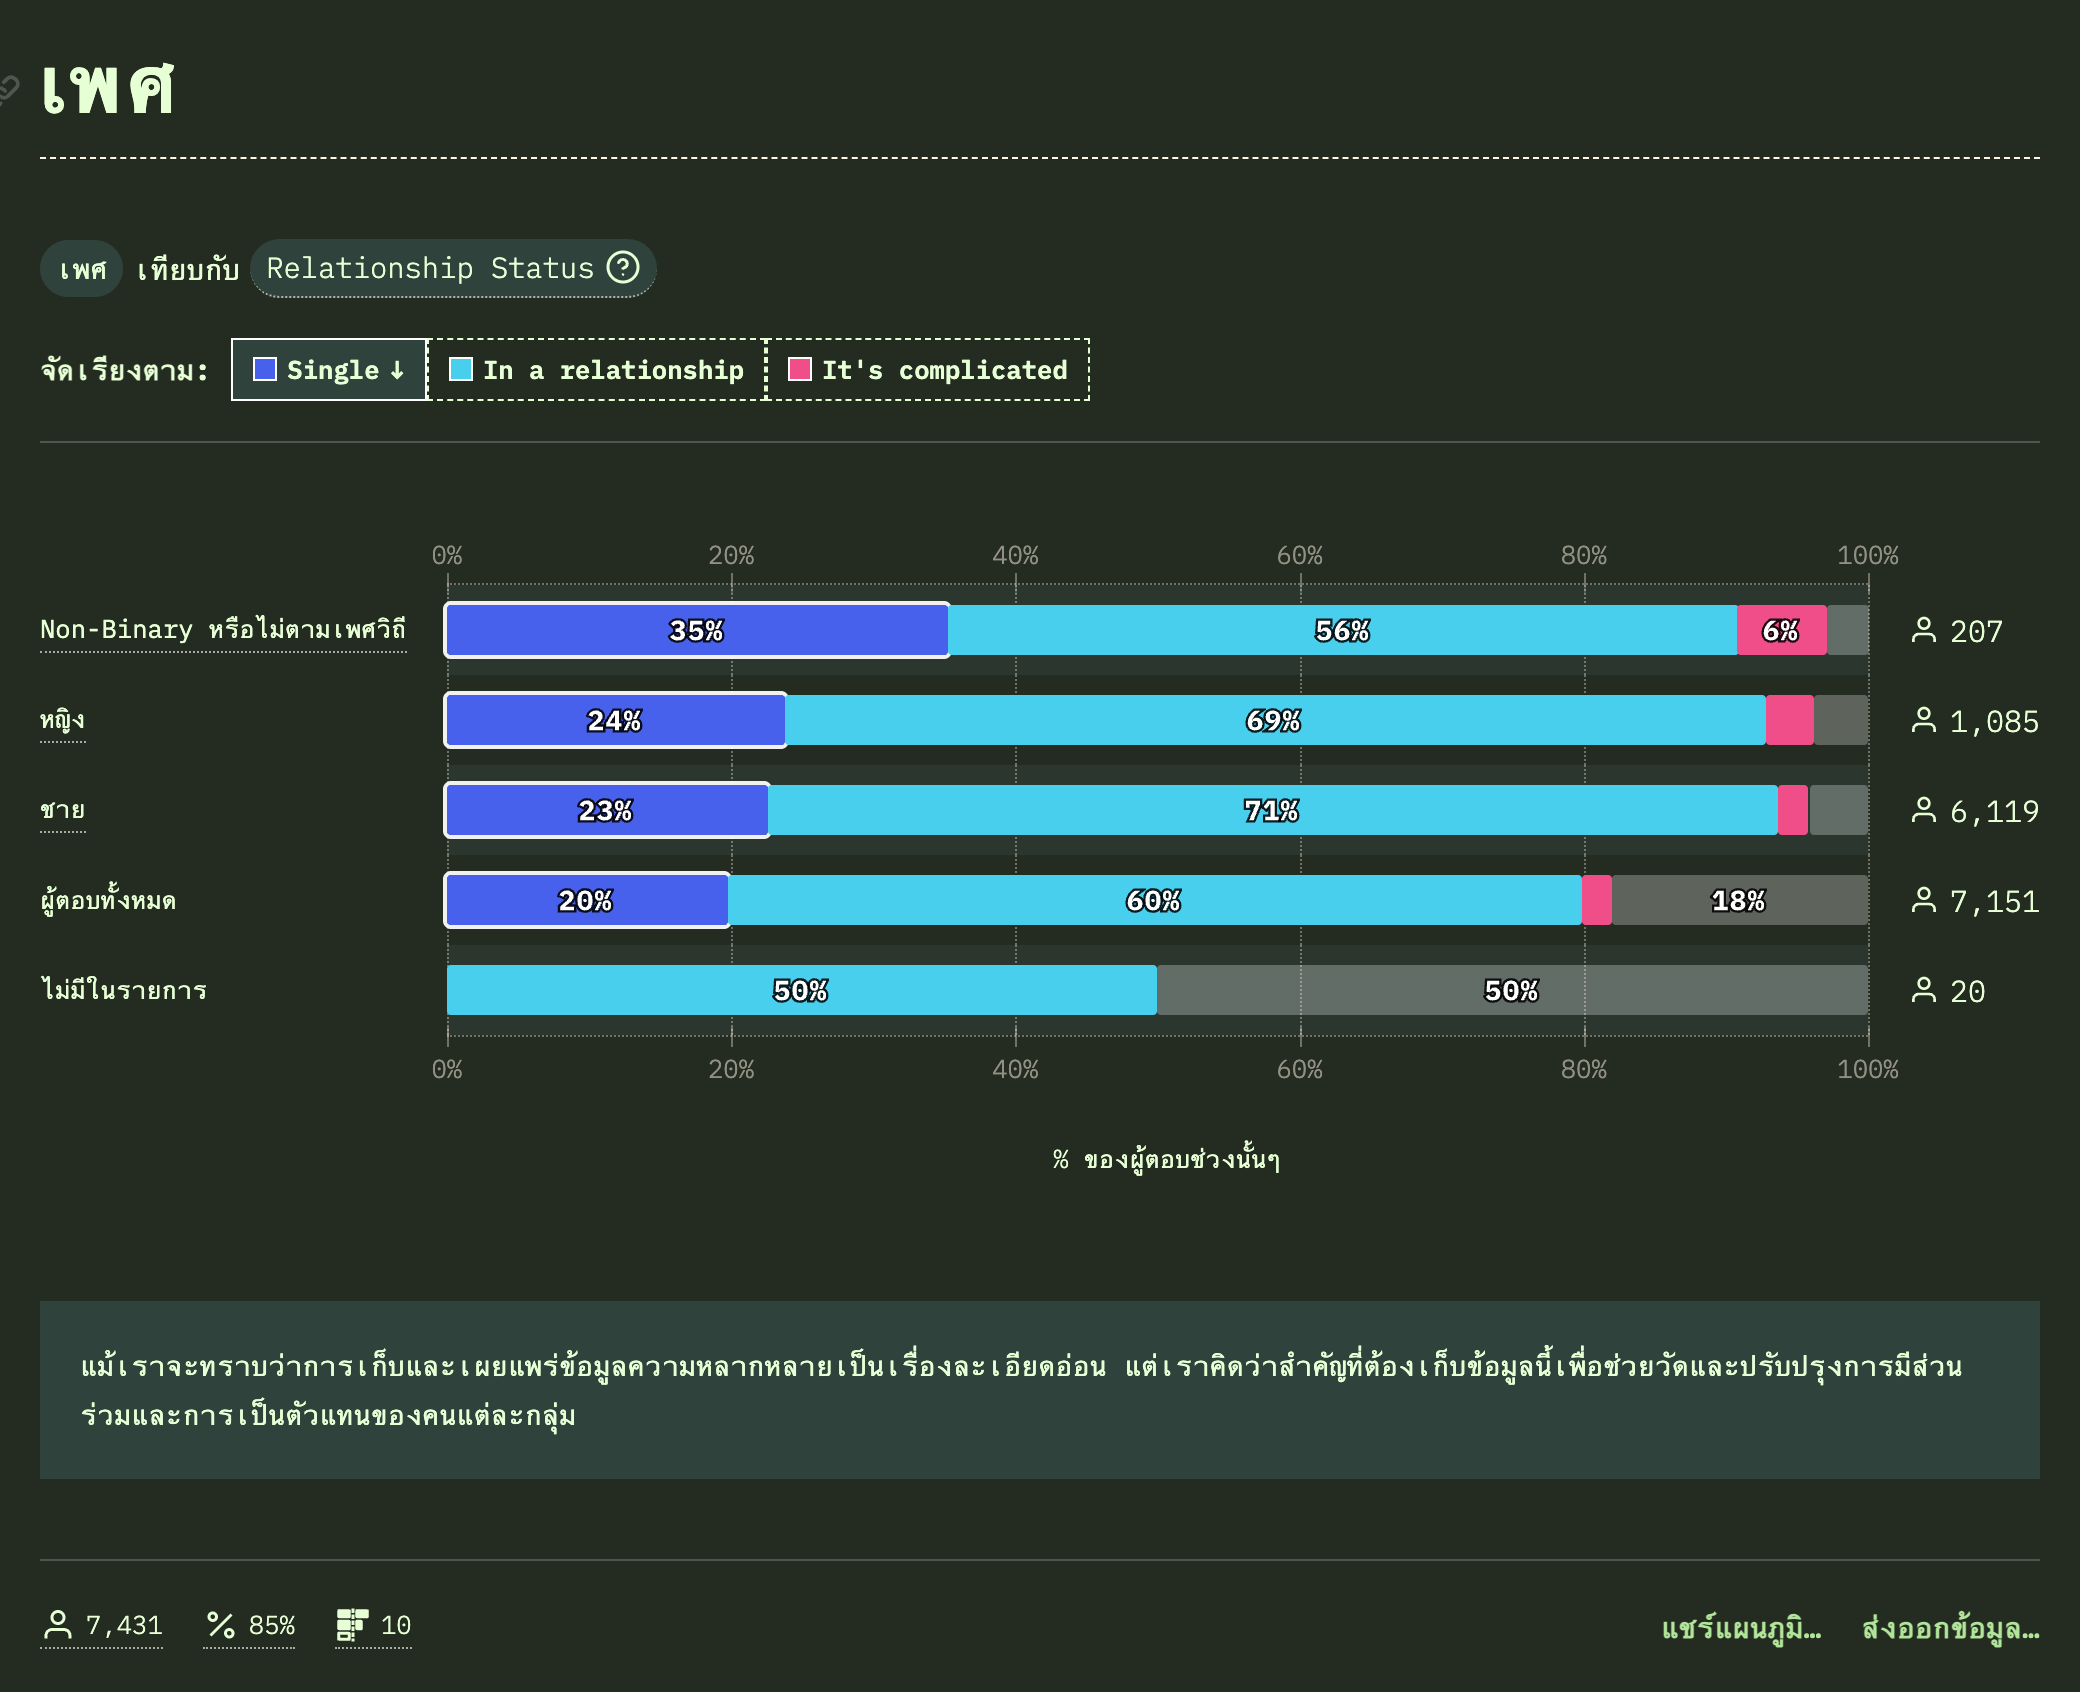 เพศ
เพศ เทียบกับ Relationship Status
จัดเรียงตาม: Single ↓ In a relationship It's complicated
0% 20% 40% 60% 80% 100%
Non-Binary หรือไม่ตามเพศวิถี 35% 56% 6% 207
หญิง 24% 69% 1,085
ชาย 23% 71% 6,119
ผู้ตอบทั้งหมด 20% 60% 18% 7,151
ไม่มีในรายการ 50% 50% 20
0% 20% 40% 60% 80% 100%
% ของผู้ตอบช่วงนั้นๆ
แม้เราจะทราบว่าการเก็บและเผยแพร่ข้อมูลความหลากหลายเป็นเรื่องละเอียดอ่อน แต่เราคิดว่าสำคัญที่ต้องเก็บข้อมูลนี้เพื่อช่วยวัดและปรับปรุงการมีส่วน
ร่วมและการเป็นตัวแทนของคนแต่ละกลุ่ม
7,431 85% 10 แชร์แผนภูมิ… ส่งออกข้อมูล…